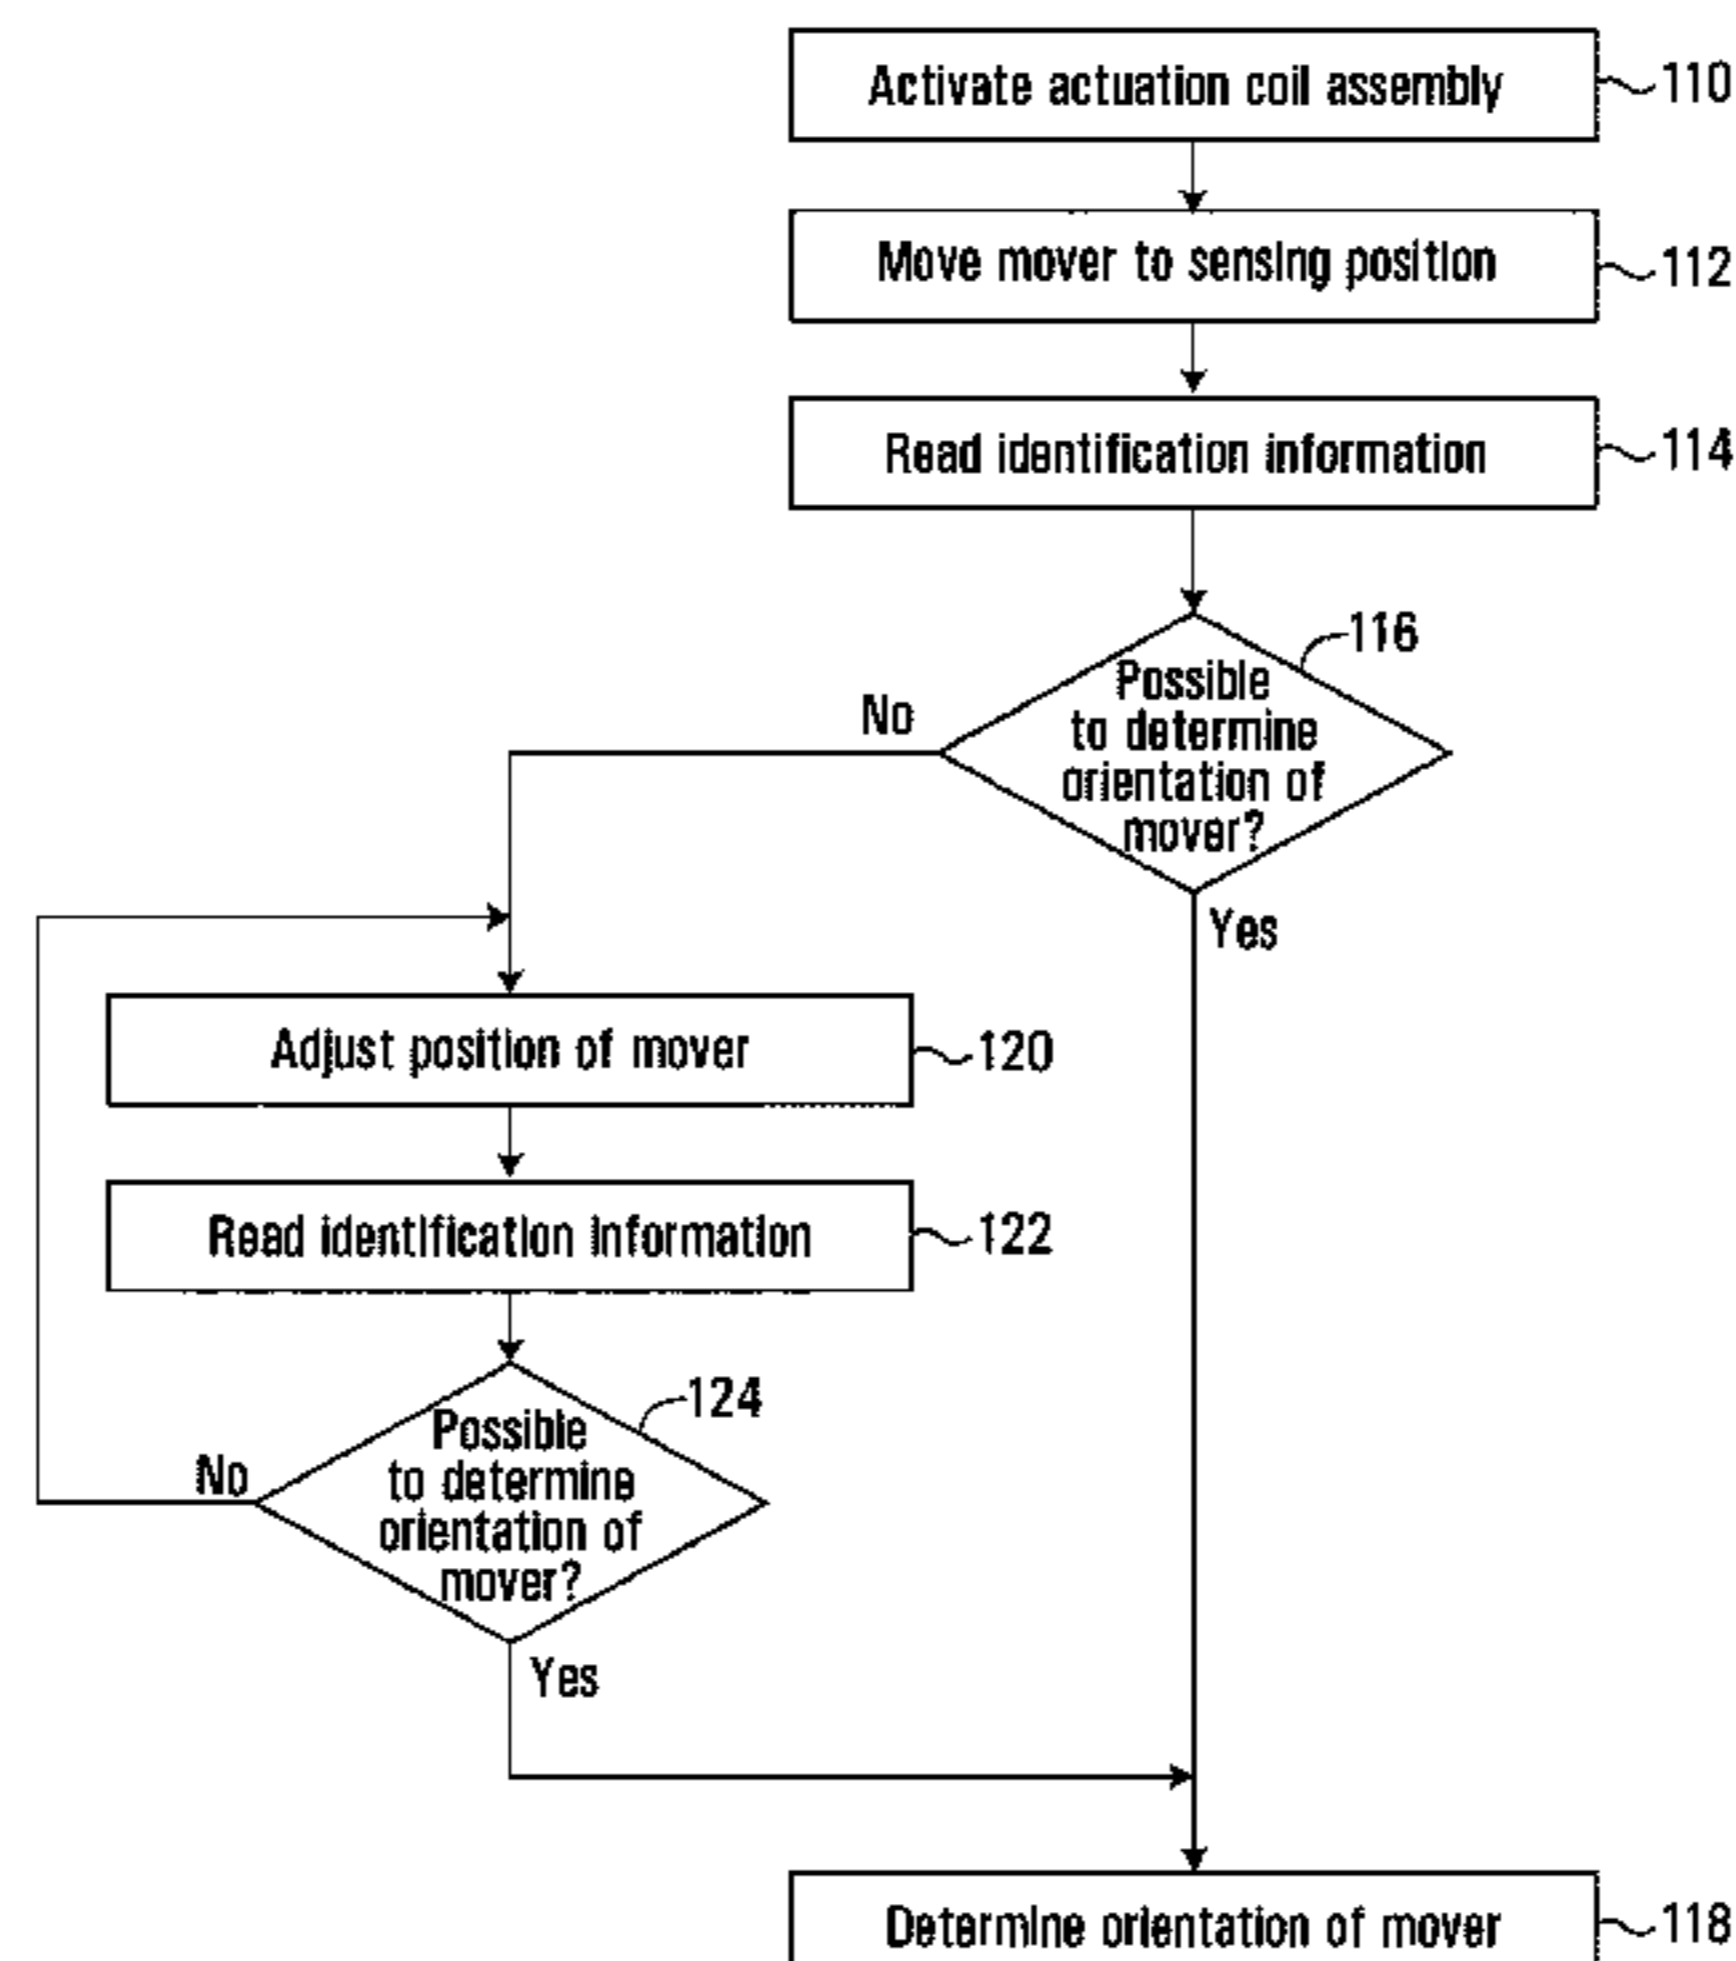 Activate actuation coil assembly 110
Move mover to sensing position 112
Read identification information 114
116
Possible
to determine
orientation of
mover?
No
Yes
Adjust position of mover 120
Read identification information 122
124
Possible
to determine
orientation of
mover?
No
Yes
Determine orientation of mover 118